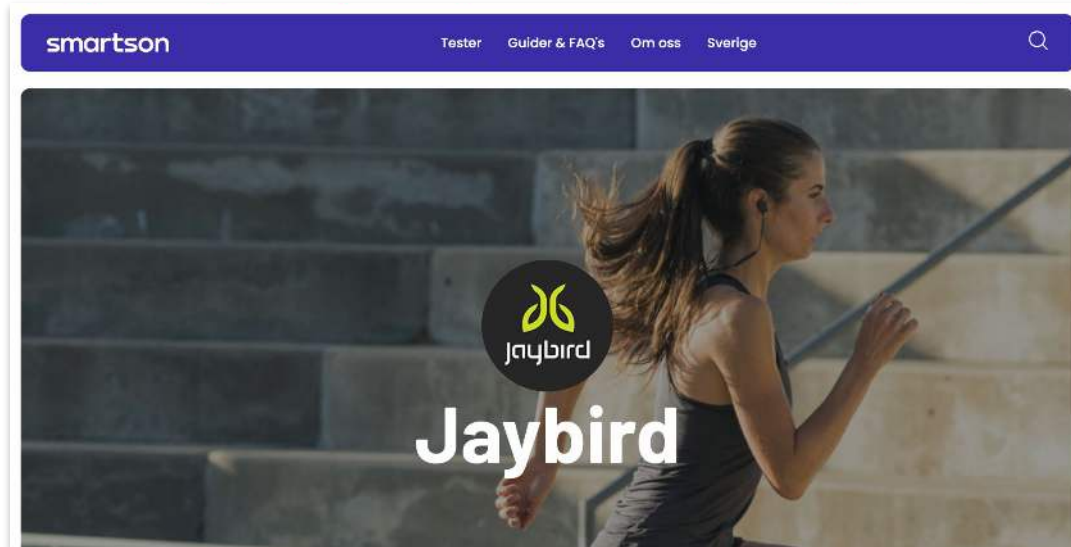 smartson
Tester
Guider & FAQ's
Om oss
Sverige
Jaybird
Jaybird